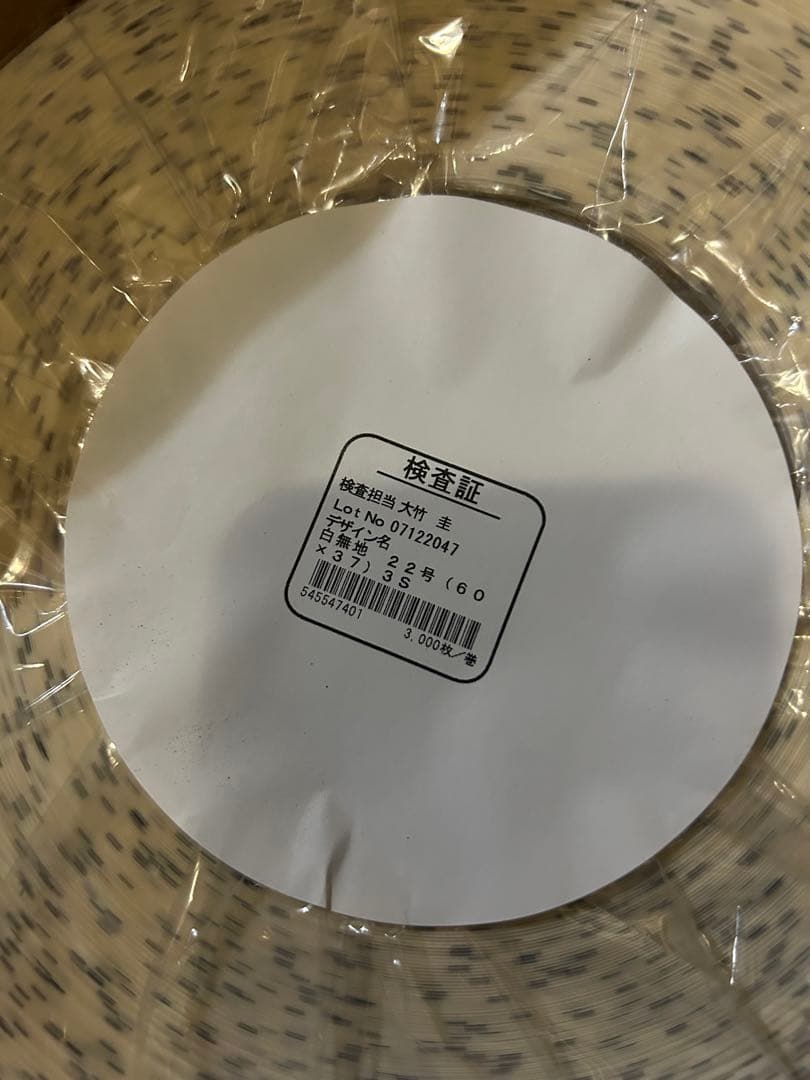 検査証
検査担当 大竹 圭
Lot No 07122047
デザイン名
白無地 22号(60
×37)3S
545547401
3,000枚/巻